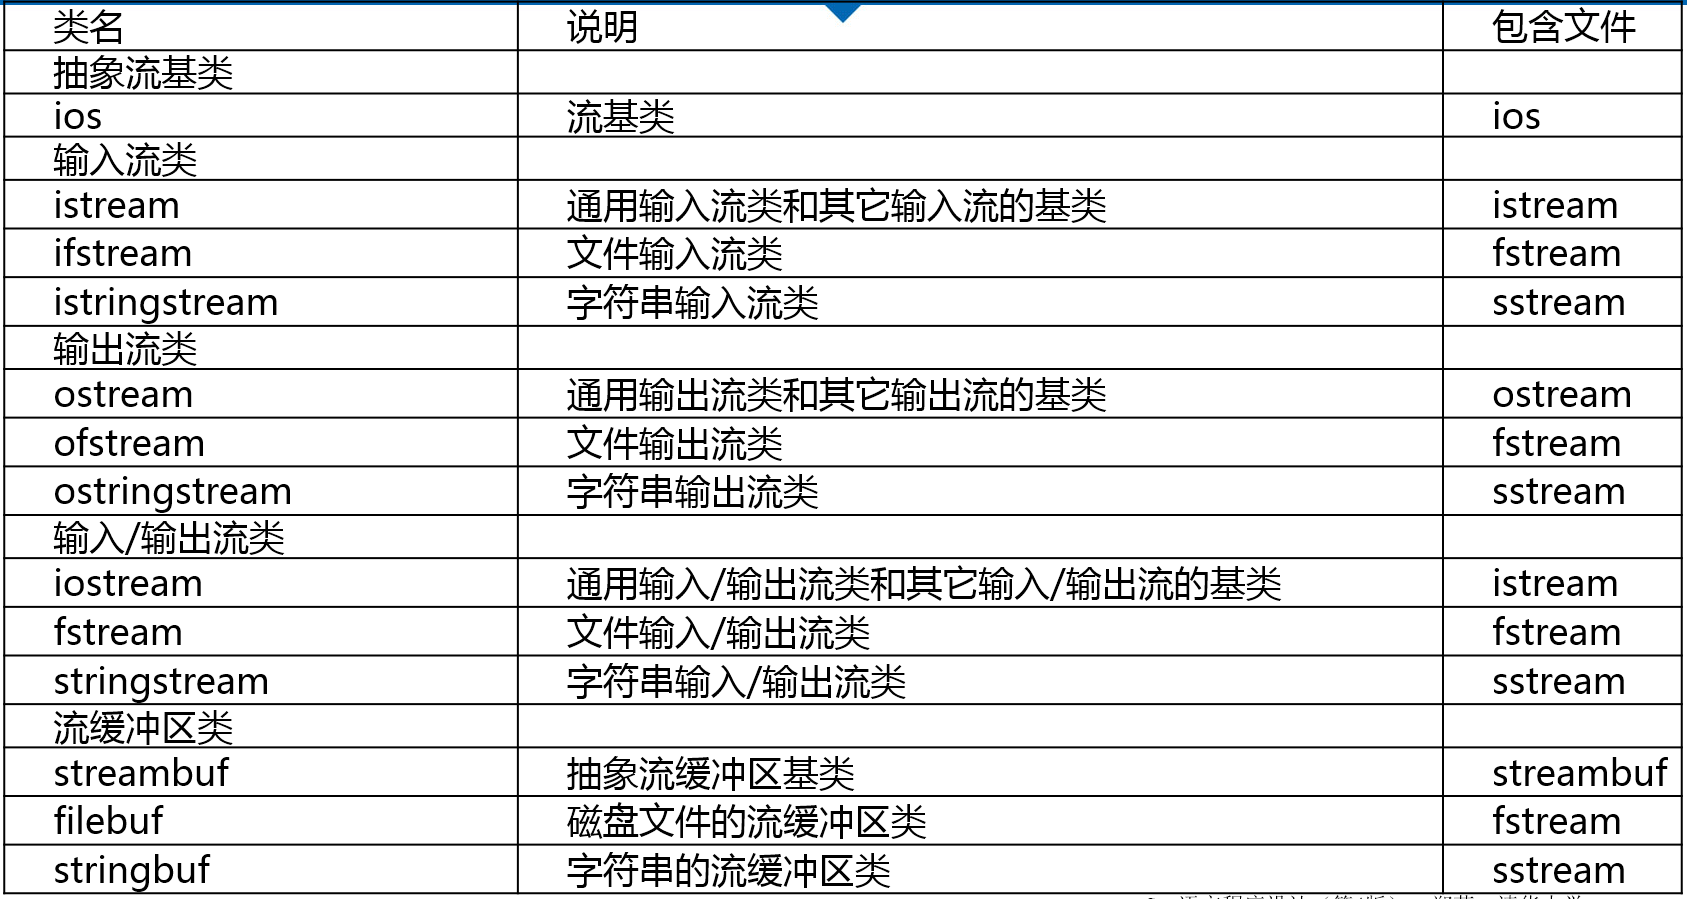 类名 说明 包含文件
抽象流基类
ios 流基类 ios
输入流类
istream 通用输入流类和其它输入流的基类 istream
ifstream 文件输入流类 fstream
istringstream 字符串输入流类 sstream
输出流类
ostream 通用输出流类和其它输出流的基类 ostream
ofstream 文件输出流类 fstream
ostringstream 字符串输出流类 sstream
输入/输出流类
iostream 通用输入/输出流类和其它输入/输出流的基类 istream
fstream 文件输入/输出流类 fstream
stringstream 字符串输入/输出流类 sstream
流缓冲区类
streambuf 抽象流缓冲区基类 streambuf
filebuf 磁盘文件的流缓冲区类 fstream
stringbuf 字符串的流缓冲区类 sstream